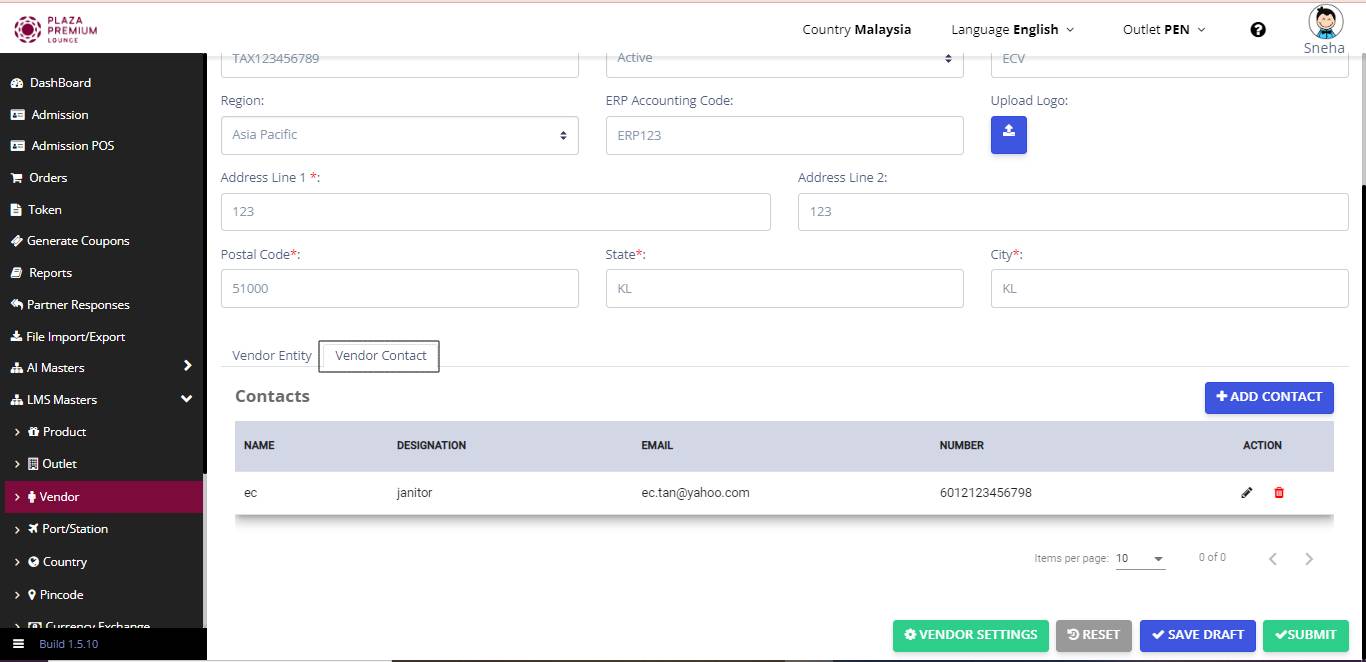 PLAZA
PREMIUM
LOUNGE
Country Malaysia
Language English
Outlet PEN
Sneha
DashBoard
Admission
Admission POS
Orders
Token
Generate Coupons
Reports
Partner Responses
File Import/Export
AI Masters
LMS Masters
Product
Outlet
Vendor
Port/Station
Country
Pincode
Currency Exchange
Build 1.5.10
TAX123456789
Active
ECV
Region:
ERP Accounting Code:
Upload Logo:
Asia Pacific
ERP123
Address Line 1 *:
Address Line 2:
123
123
Postal Code*:
State*:
City*:
51000
KL
KL
Vendor Entity
Vendor Contact
Contacts
ADD CONTACT
NAME DESIGNATION EMAIL NUMBER ACTION
ec janitor ec.tan@yahoo.com 6012123456798
Items per page: 10 0 of 0
VENDOR SETTINGS
RESET
SAVE DRAFT
SUBMIT